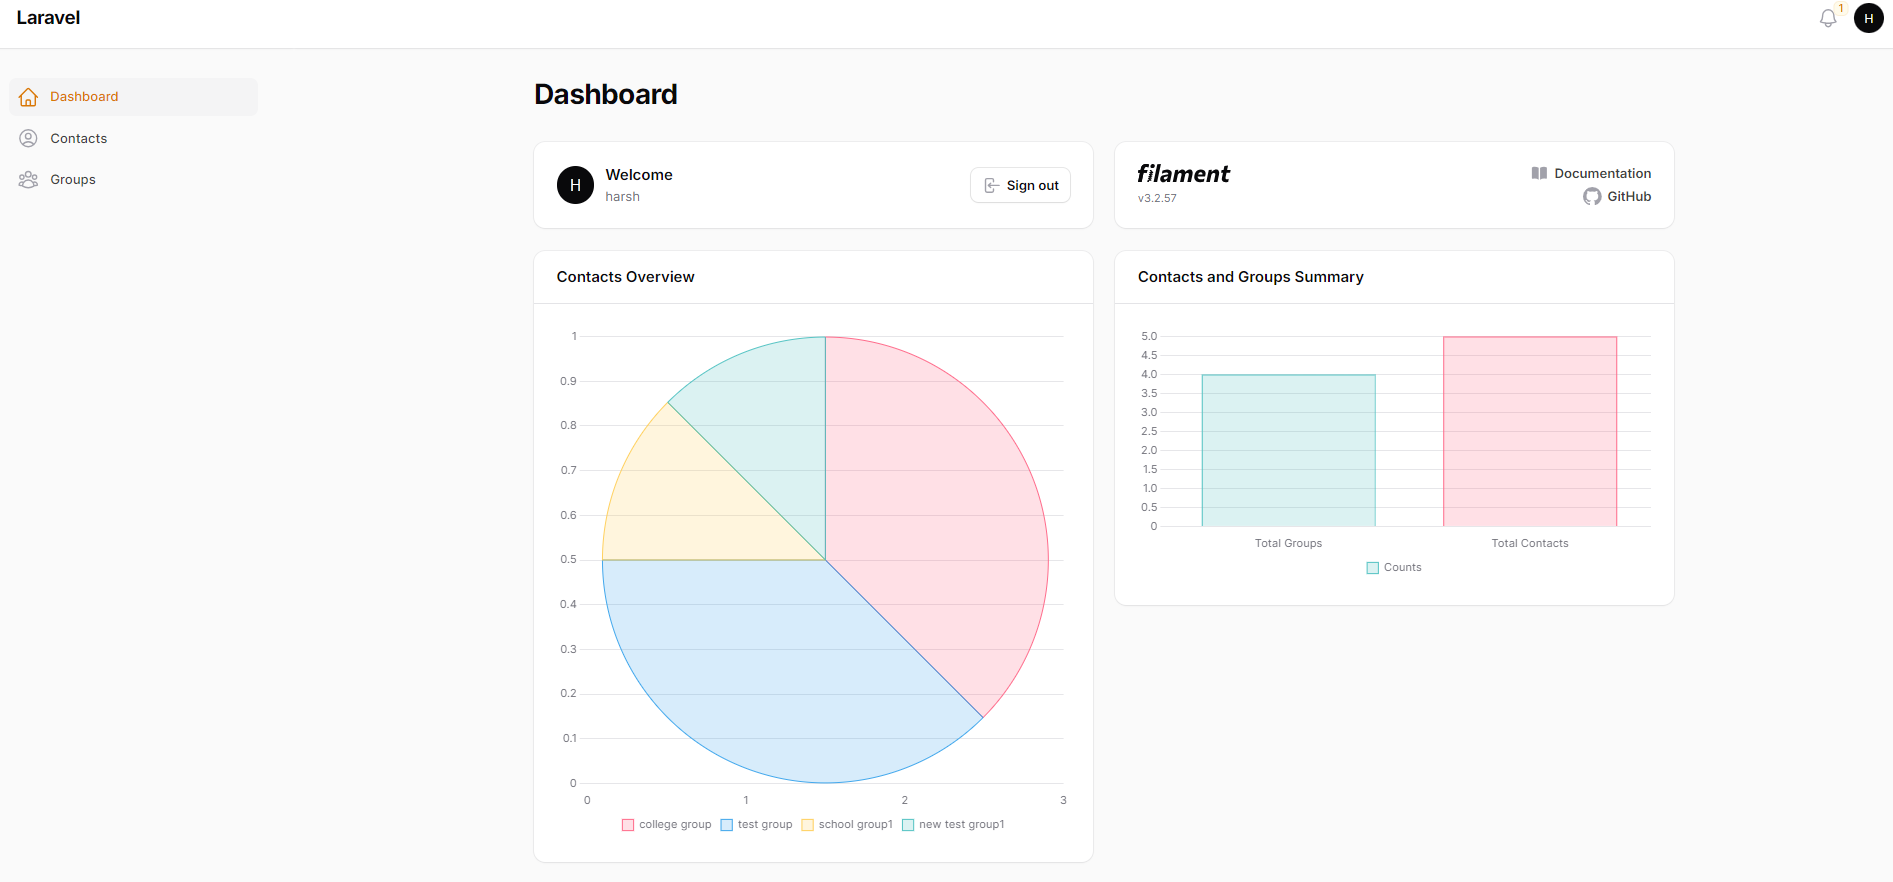 Laravel
1
H
Dashboard
Contacts
Groups
Dashboard
H
Welcome
harsh
Sign out
filament
v3.2.57
Documentation
GitHub
Contacts Overview
1
0.9
0.8
0.7
0.6
0.5
0.4
0.3
0.2
0.1
0
0 1 2 3
college group test group school group1 new test group1
Contacts and Groups Summary
5.0
4.5
4.0
3.5
3.0
2.5
2.0
1.5
1.0
0.5
0
Total Groups Total Contacts
Counts